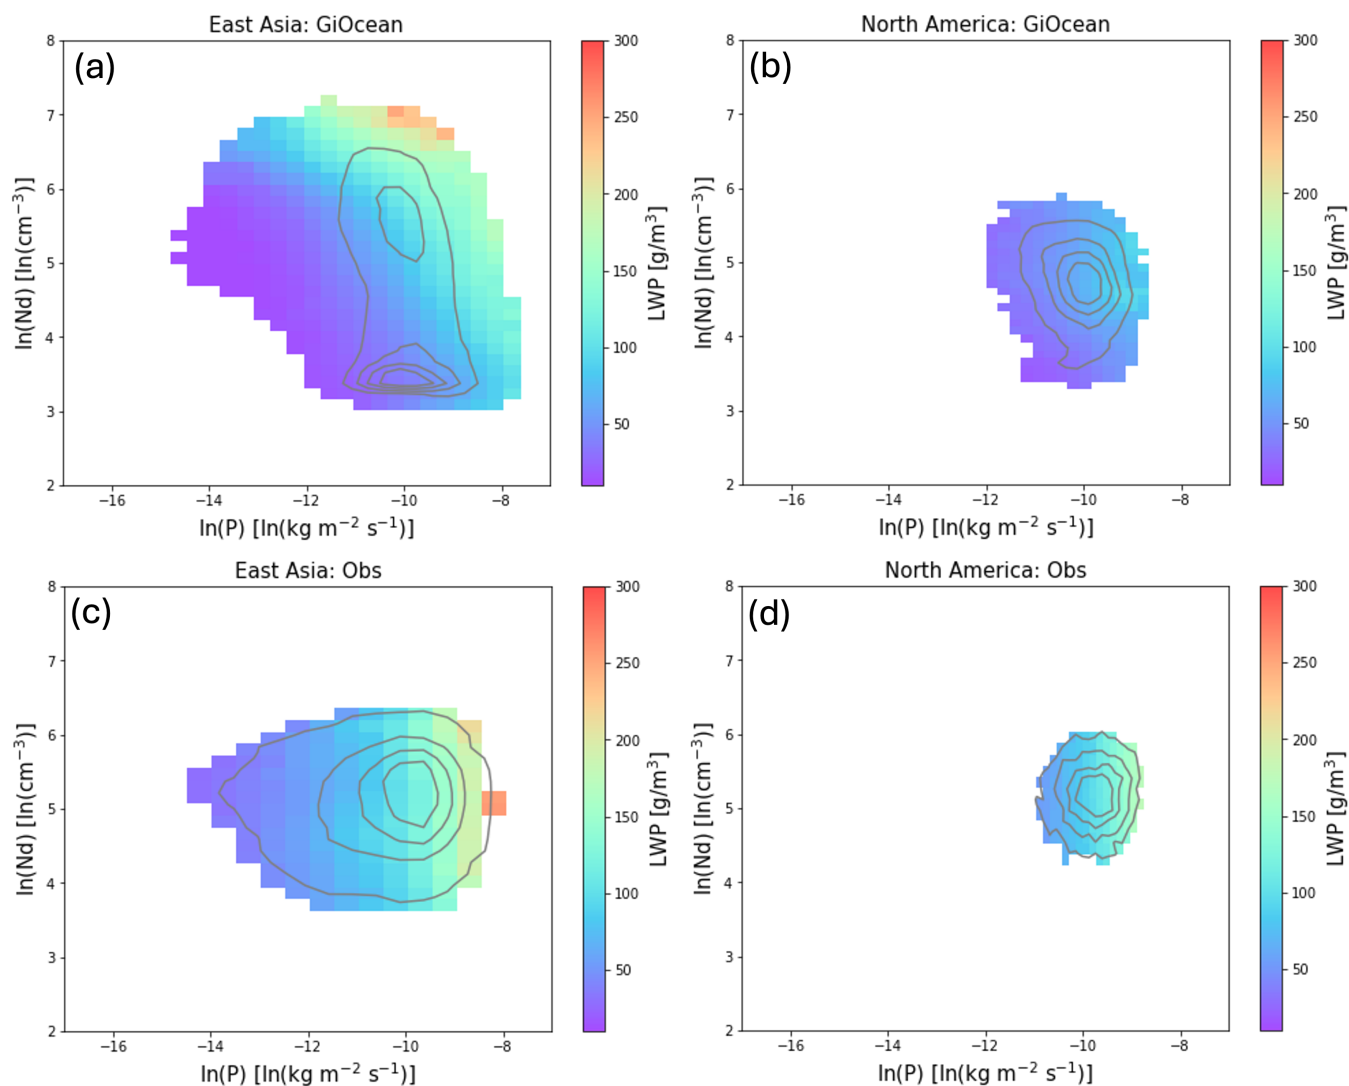 East Asia: GiOcean
(a)
8
7
6
5
4
3
2
ln(Nd) [ln(cm⁻³)]
−16 −14 −12 −10 −8
ln(P) [ln(kg m⁻² s⁻¹)]
300
250
200
150
100
50
LWP [g/m³]
North America: GiOcean
(b)
8
7
6
5
4
3
2
ln(Nd) [ln(cm⁻³)]
−16 −14 −12 −10 −8
ln(P) [ln(kg m⁻² s⁻¹)]
300
250
200
150
100
50
LWP [g/m³]
East Asia: Obs
(c)
8
7
6
5
4
3
2
ln(Nd) [ln(cm⁻³)]
−16 −14 −12 −10 −8
ln(P) [ln(kg m⁻² s⁻¹)]
300
250
200
150
100
50
LWP [g/m³]
North America: Obs
(d)
8
7
6
5
4
3
2
ln(Nd) [ln(cm⁻³)]
−16 −14 −12 −10 −8
ln(P) [ln(kg m⁻² s⁻¹)]
300
250
200
150
100
50
LWP [g/m³]